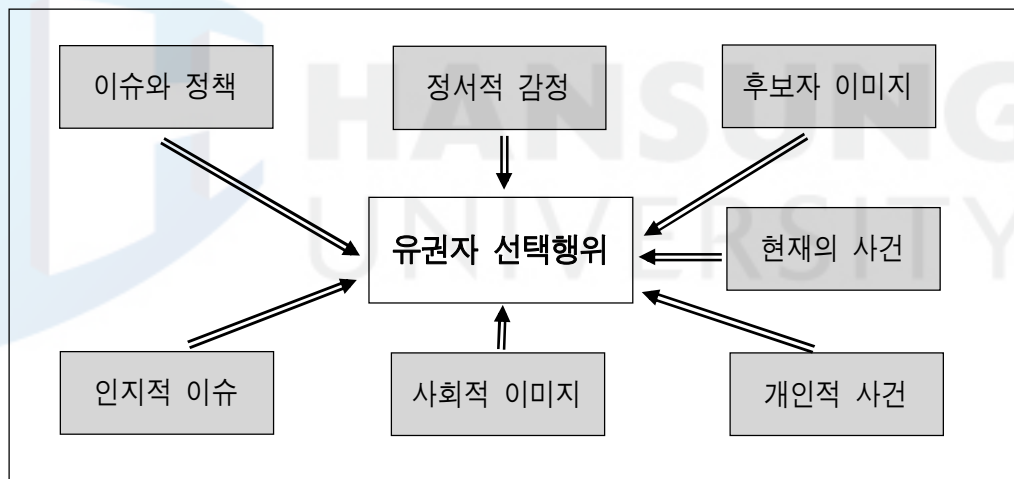 HANSUNG
UNIVERSITY
이슈와 정책
정서적 감정
후보자 이미지
유권자 선택행위
현재의 사건
인지적 이슈
사회적 이미지
개인적 사건